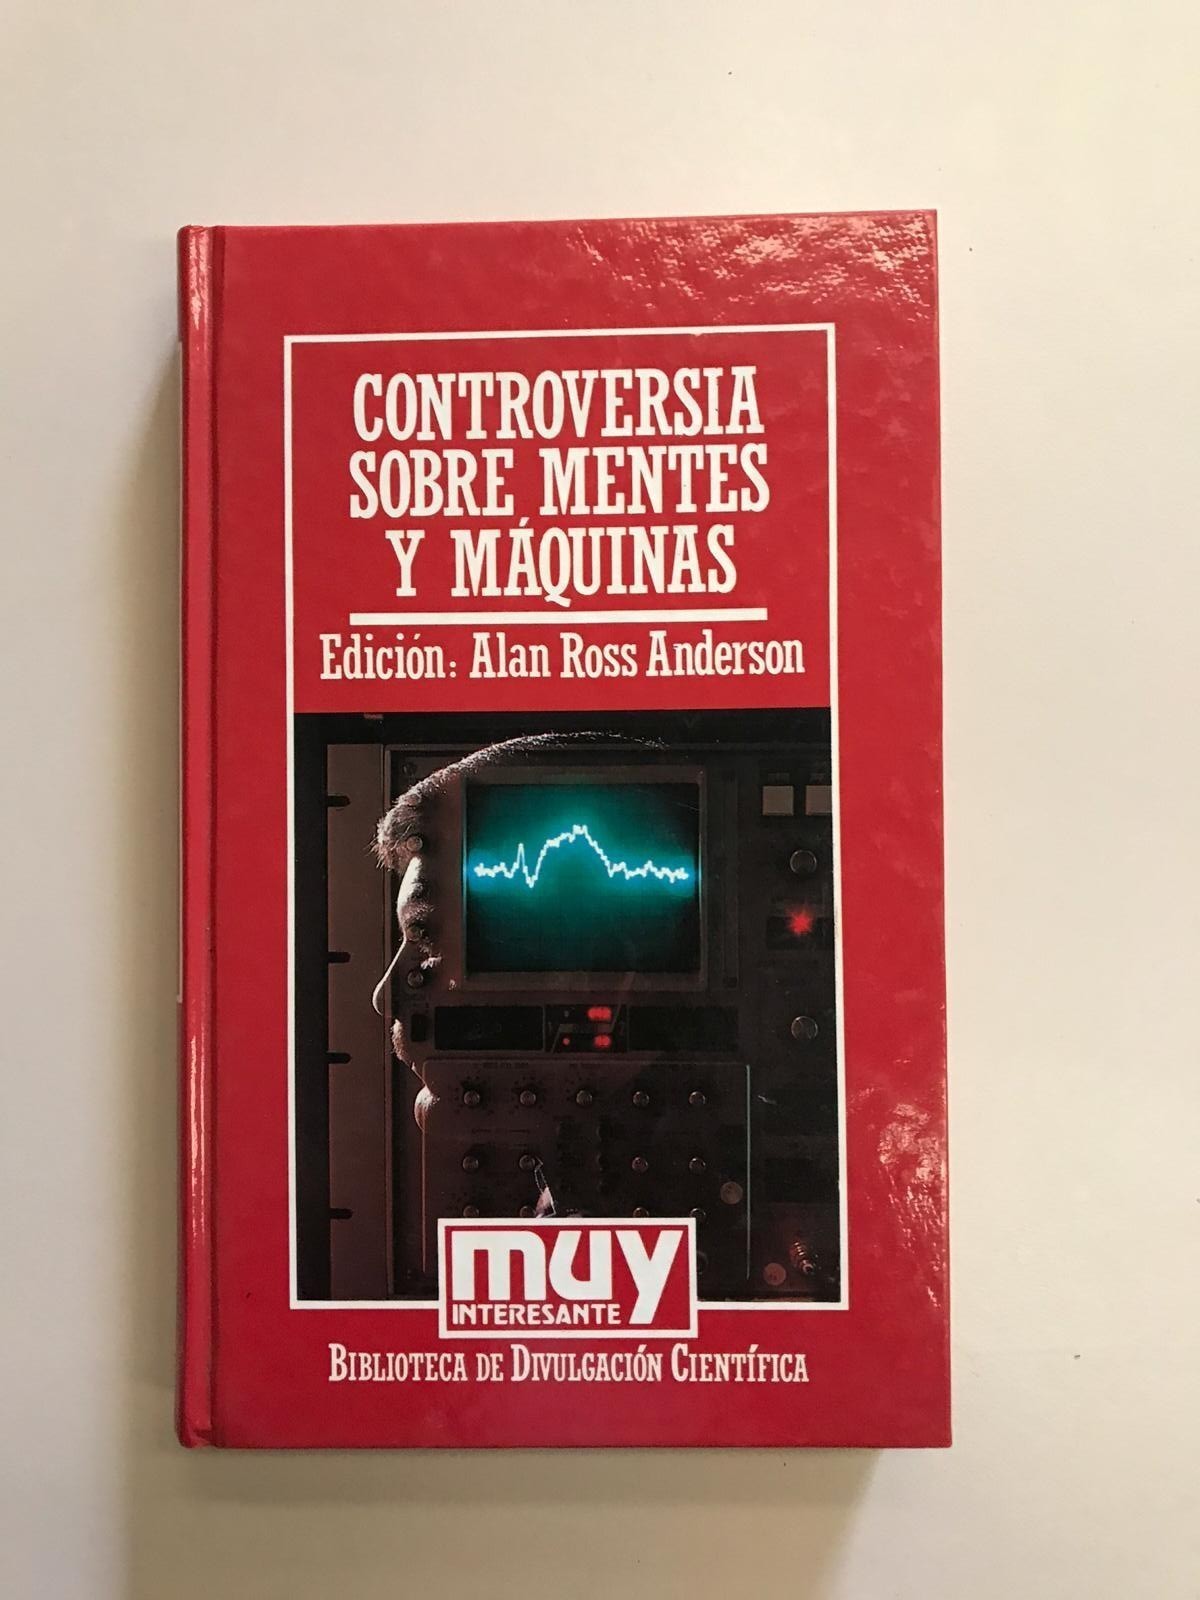 CONTROVERSIA
SOBRE MENTES
Y MÁQUINAS
Edición: Alan Ross Anderson
muy
INTERESANTE
BIBLIOTECA DE DIVULGACIÓN CIENTÍFICA